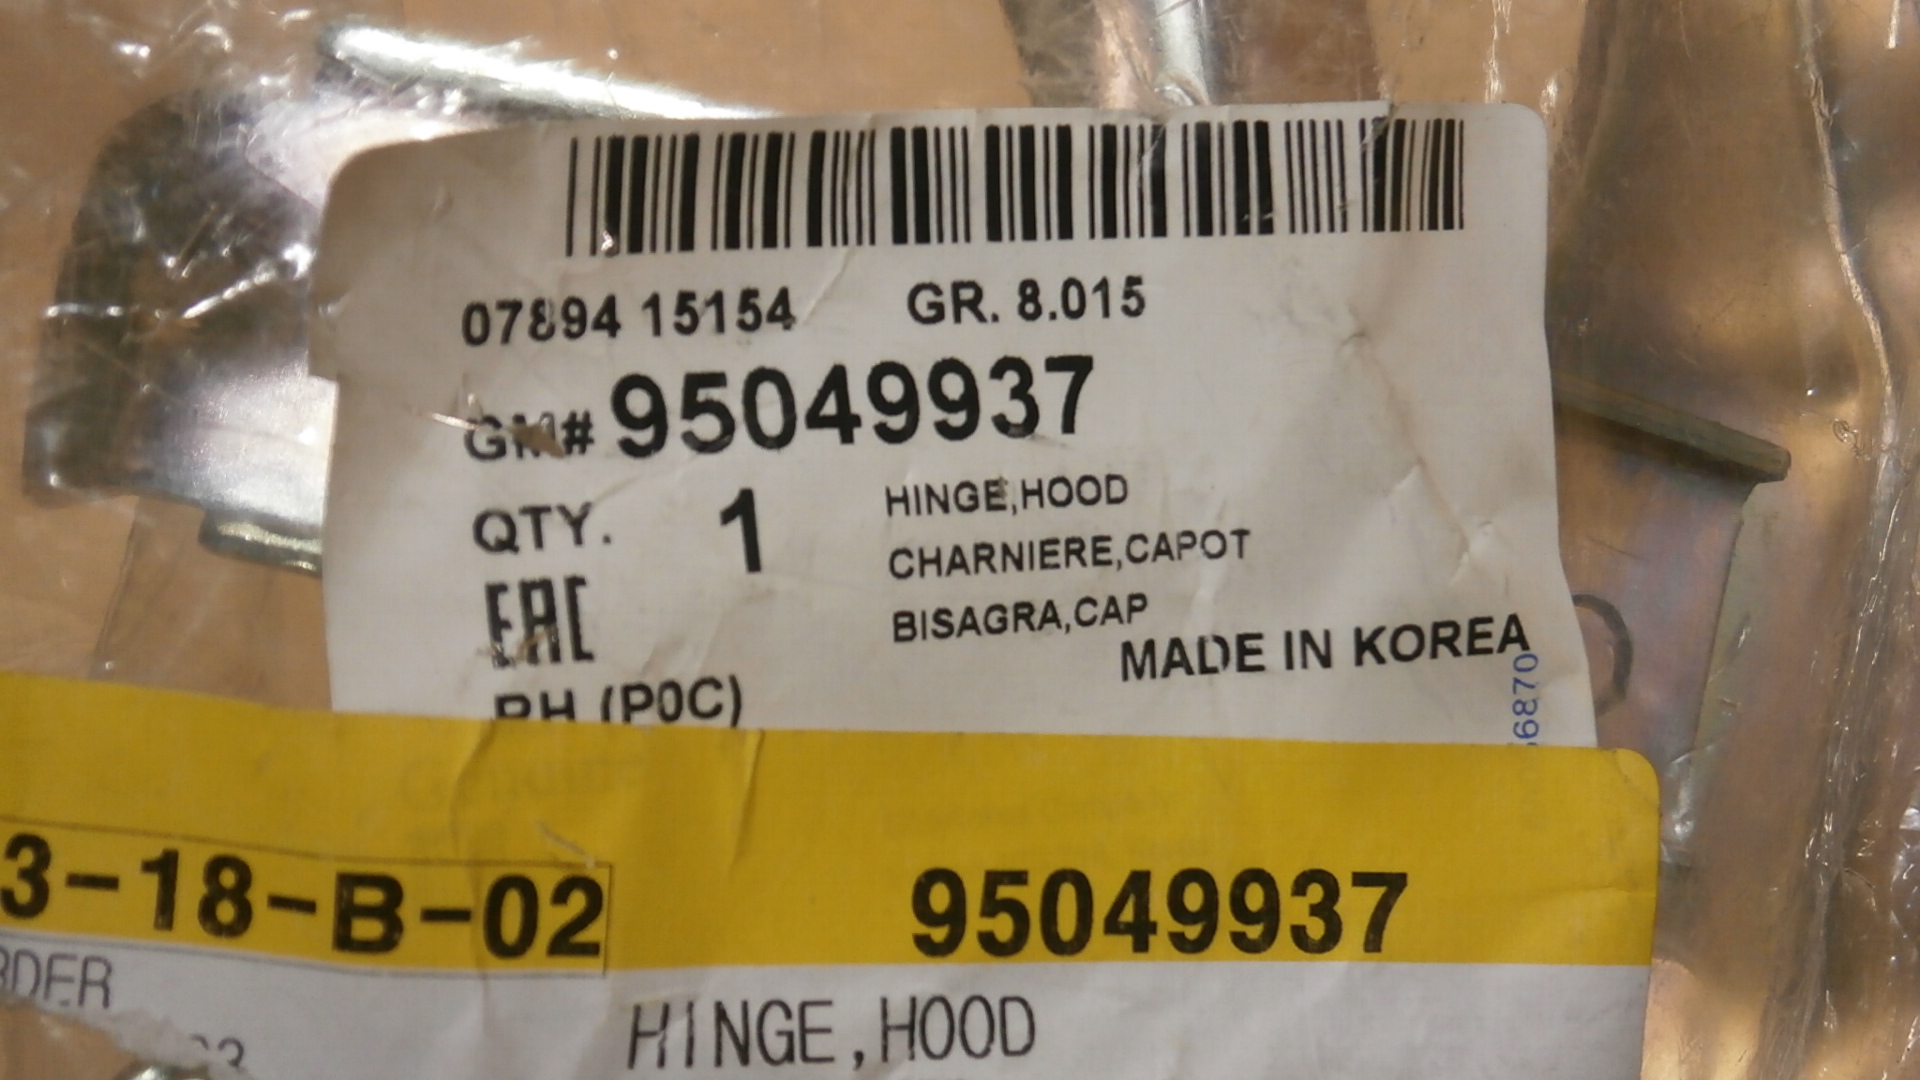 07894 15154 GR. 8.015
GM# 95049937
QTY. 1 HINGE,HOOD
CHARNIERE,CAPOT
BISAGRA,CAP
EAC
MADE IN KOREA
RH (P0C)
6870
3-18-B-02 95049937
HINGE,HOOD